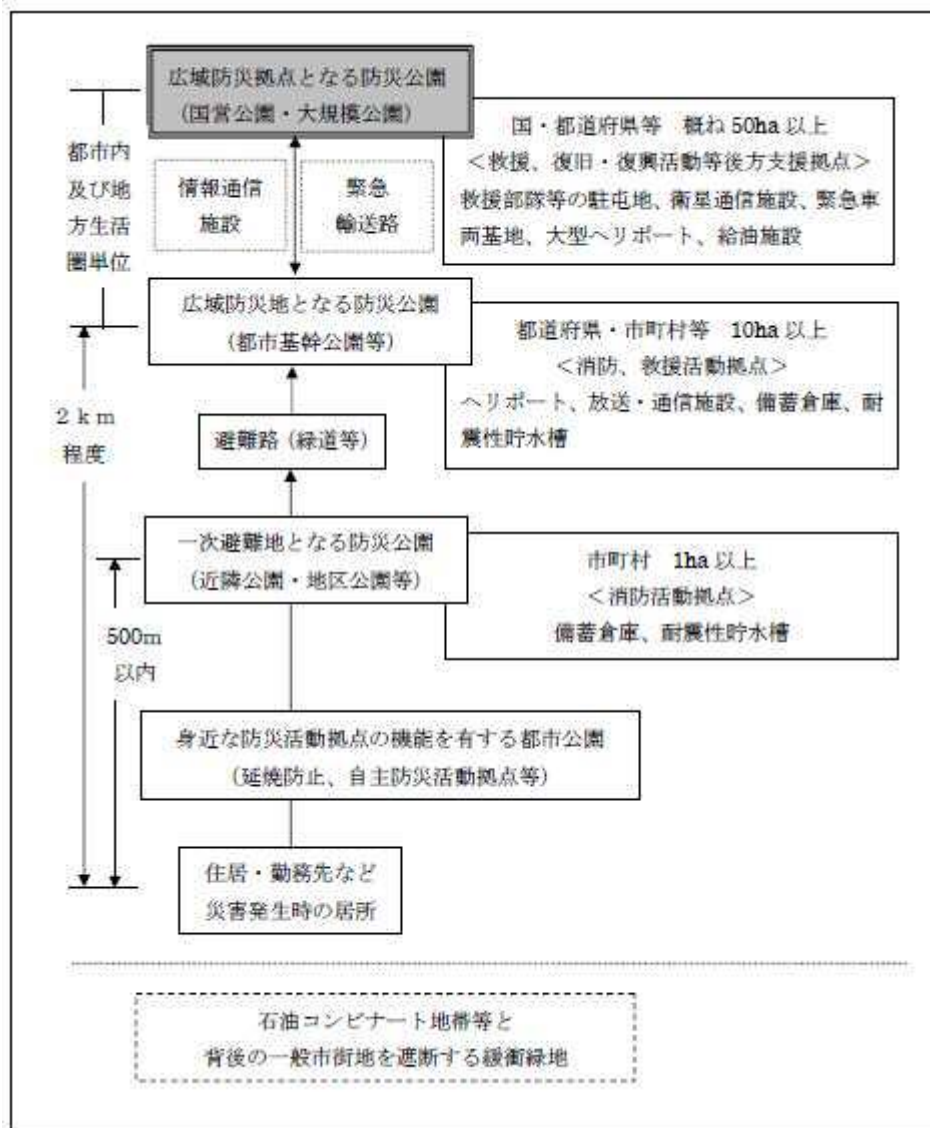 広域防災拠点となる防災公園
(国営公園・大規模公園)
都市内
及び地
方生活
圏単位
情報通信
施設
緊急
輸送路
国・都道府県等 概ね 50ha 以上
<救援、復旧・復興活動等後方支援拠点>
救援部隊等の駐屯地、衛星通信施設、緊急車
両基地、大型ヘリポート、給油施設
広域防災地となる防災公園
(都市基幹公園等)
都道府県・市町村等 10ha 以上
<消防、救援活動拠点>
ヘリポート、放送・通信施設、備蓄倉庫、耐
震性貯水槽
2km
程度
避難路(緑道等)
一次避難地となる防災公園
(近隣公園・地区公園等)
市町村 1ha 以上
<消防活動拠点>
備蓄倉庫、耐震性貯水槽
500m
以内
身近な防災活動拠点の機能を有する都市公園
(延焼防止、自主防災活動拠点等)
住居・勤務先など
災害発生時の居所
石油コンビナート地帯等と
背後の一般市街地を遮断する緩衝緑地